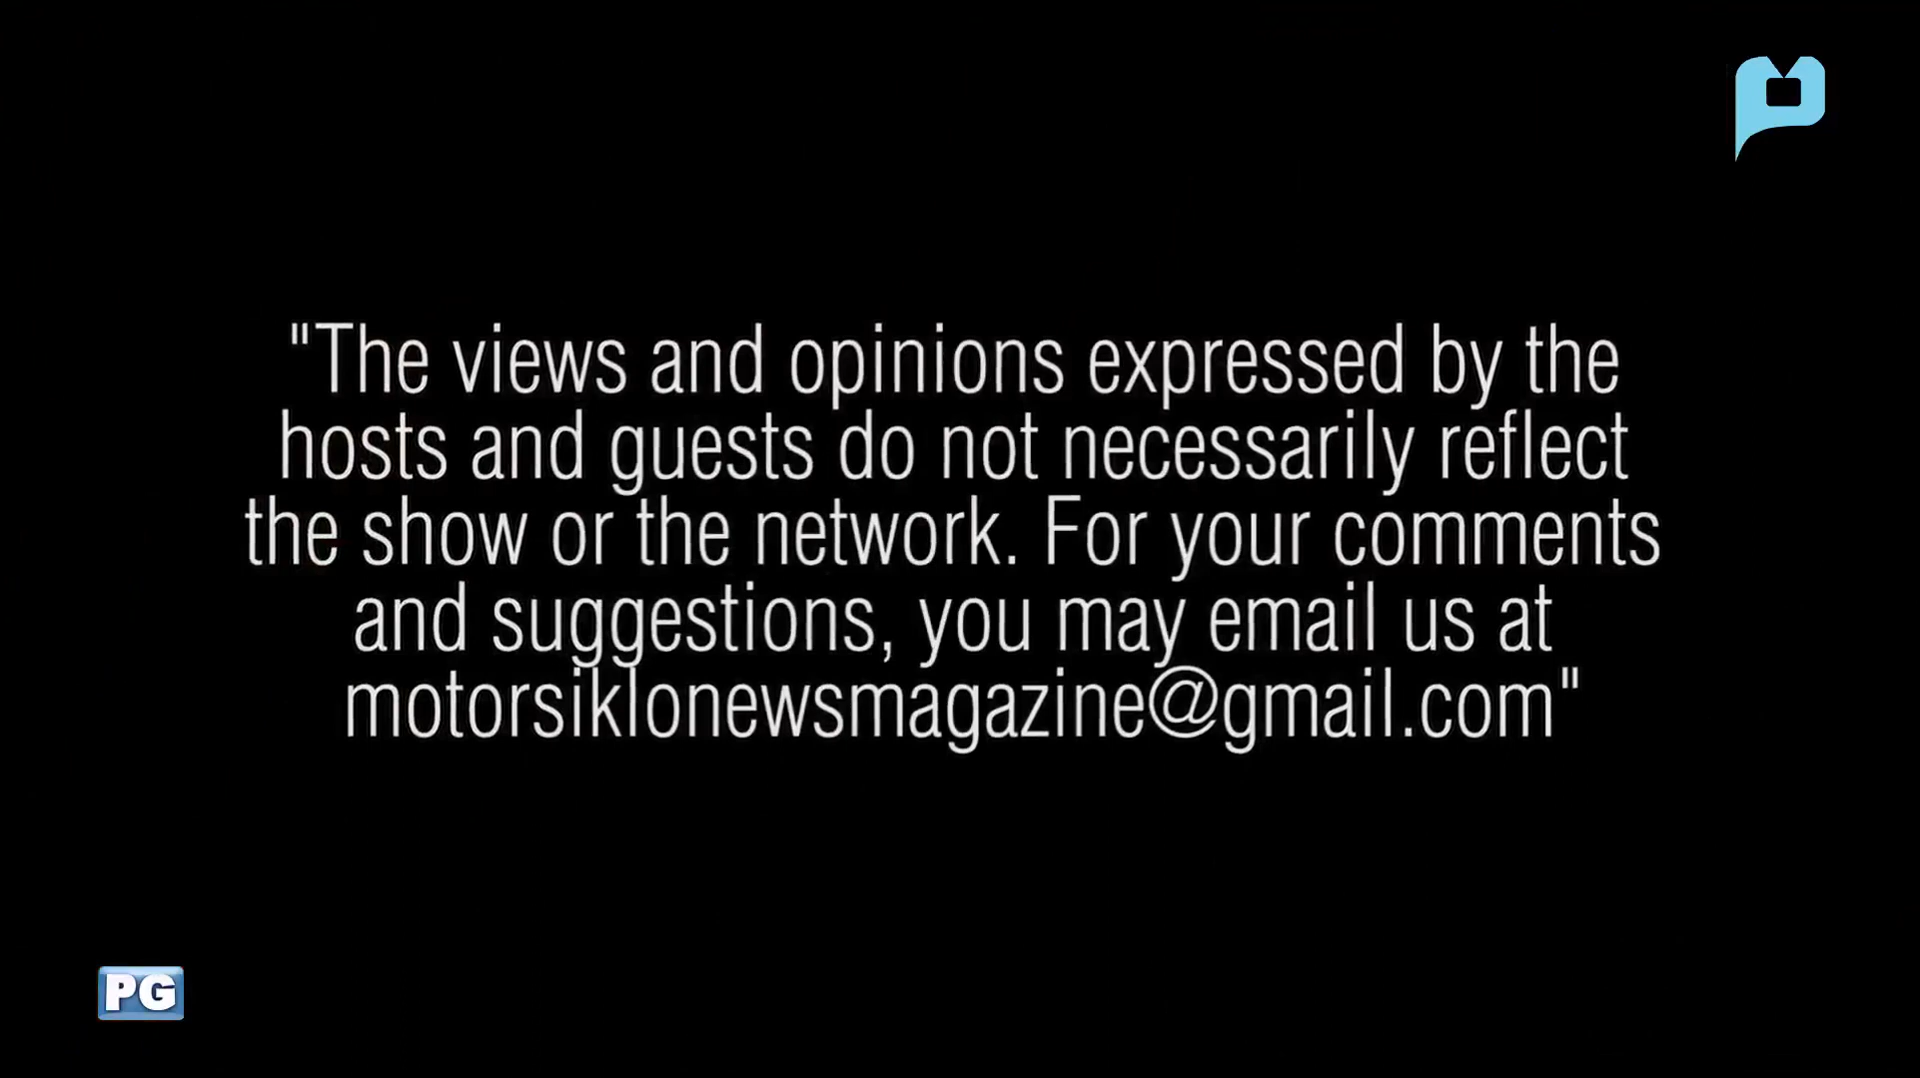 "The views and opinions expressed by the
hosts and guests do not necessarily reflect
the show or the network. For your comments
and suggestions, you may email us at
motorsiklonewsmagazine@gmail.com"
PG